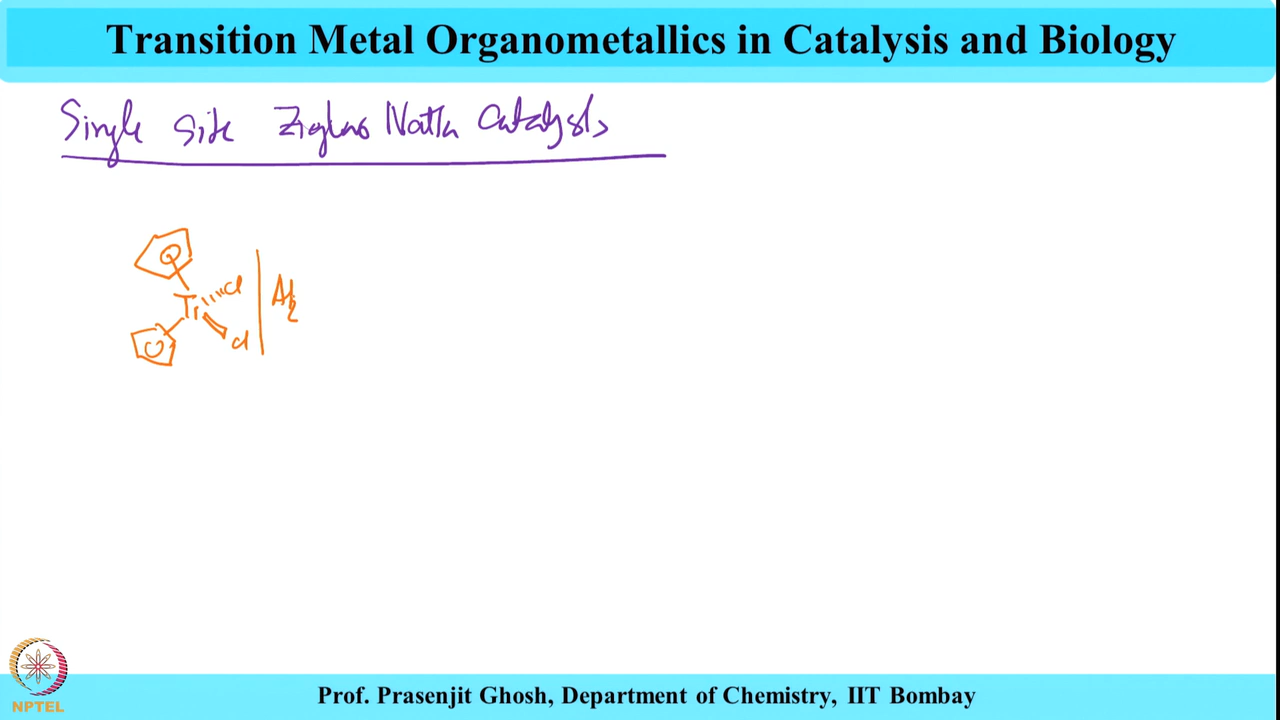 Transition Metal Organometallics in Catalysis and Biology
Single Site Ziegler Natta Catalysts
Cl
Ti
Al2
Cl
Prof. Prasenjit Ghosh, Department of Chemistry, IIT Bombay
NPTEL